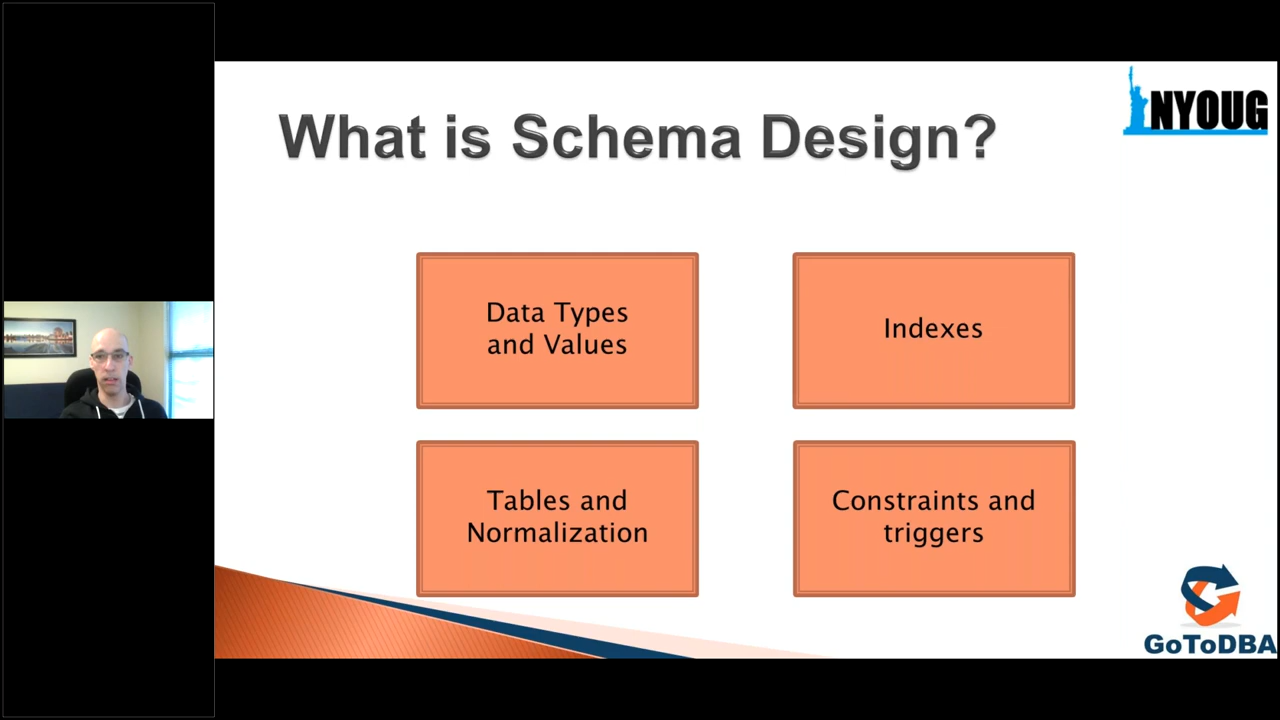 NYOUG
What is Schema Design?
Data Types
and Values
Indexes
Tables and
Normalization
Constraints and
triggers
GoToDBA